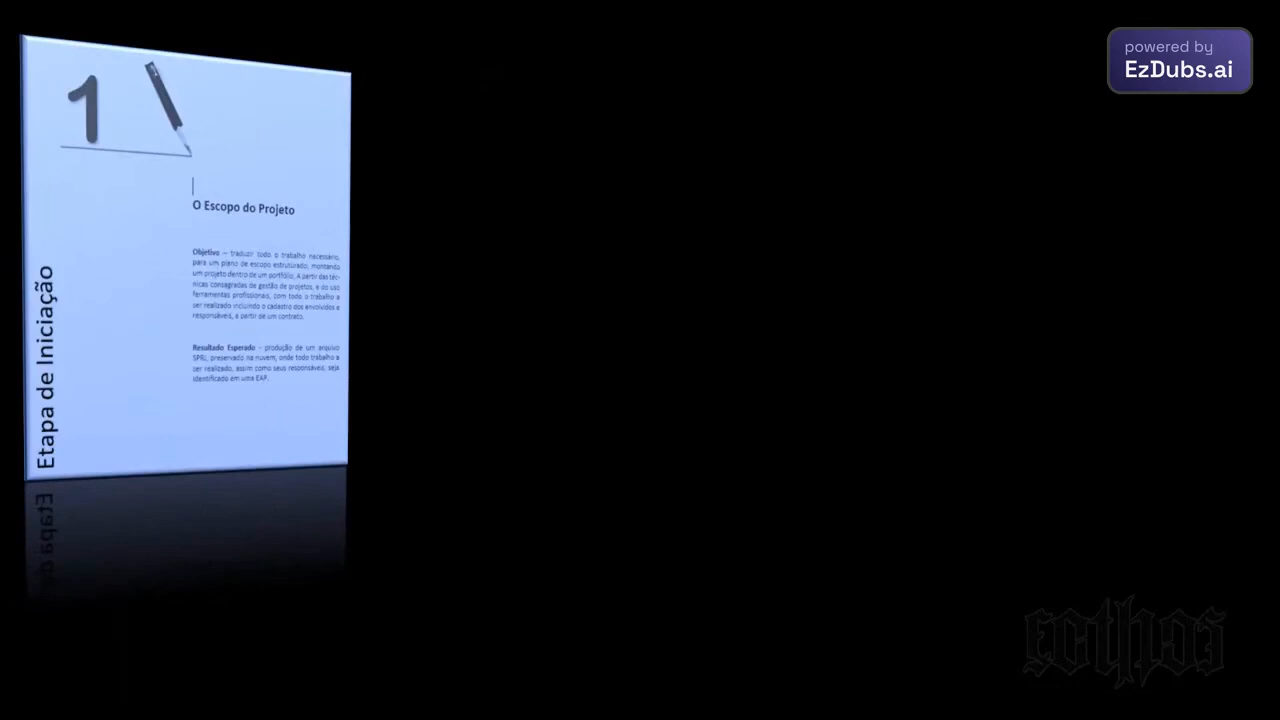 powered by
EzDubs.ai
1
O Escopo do Projeto
Objetivo – traduzir todo o trabalho necessário,
para um plano de escopo estruturado, montando
um projeto dentro de um portfólio. A partir das téc-
nicas consagradas de gestão de projetos, e do uso
ferramentas profissionais, com todo o trabalho a
ser realizado incluindo o cadastro dos envolvidos e
responsáveis, a partir de um contrato.
Resultado Esperado – produção de um arquivo
SPRJ, preservado na nuvem, onde todo trabalho a
ser realizado, assim como seus responsáveis, seja
identificado em uma EAP.
Etapa de Iniciação